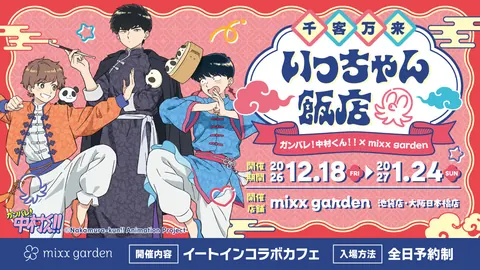 千客万来
いっちゃん
飯店
ガンバレ!中村くん!!×mixx garden
開催期間 2026 12.18 FRI 2027 1.24 SUN
開催店舗 mixx garden 池袋店・大阪日本橋店
ガンバレ!
中村くん!!
©Nakamura-kun!! Animation Project
mixx garden 開催内容 イートインコラボカフェ 入場方法 全日予約制